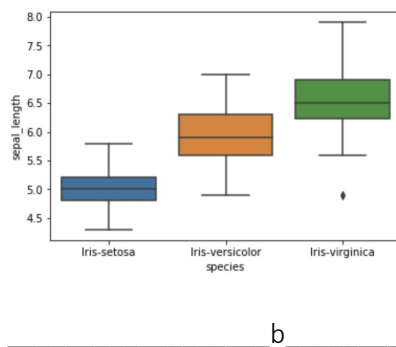 8.0
7.5
7.0
6.5
6.0
5.5
5.0
4.5
sepal_length
Iris-setosa Iris-versicolor Iris-virginica
species
b